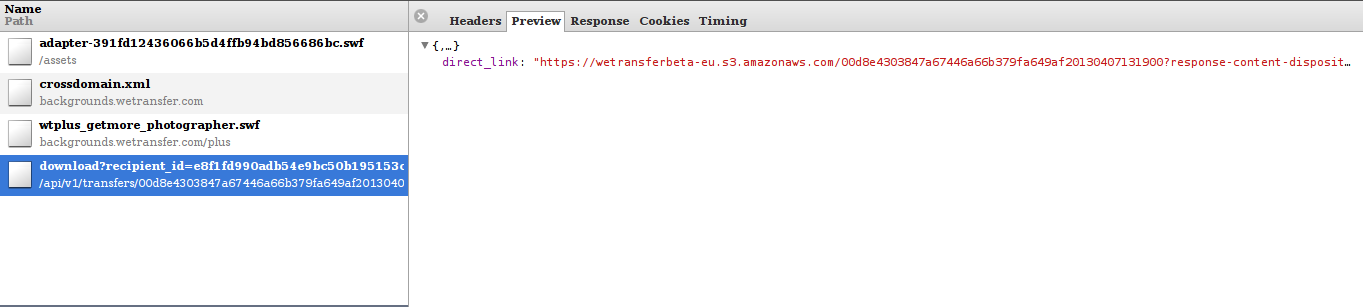 Name
Path
adapter-391fd12436066b5d4ffb94bd856686bc.swf
/assets
crossdomain.xml
backgrounds.wetransfer.com
wtplus_getmore_photographer.swf
backgrounds.wetransfer.com/plus
download?recipient_id=e8f1fd990adb54e9bc50b195153c
/api/v1/transfers/00d8e4303847a67446a66b379fa649af2013040
Headers Preview Response Cookies Timing
▼ {,…}
direct_link: "https://wetransferbeta-eu.s3.amazonaws.com/00d8e4303847a67446a66b379fa649af20130407131900?response-content-disposit…